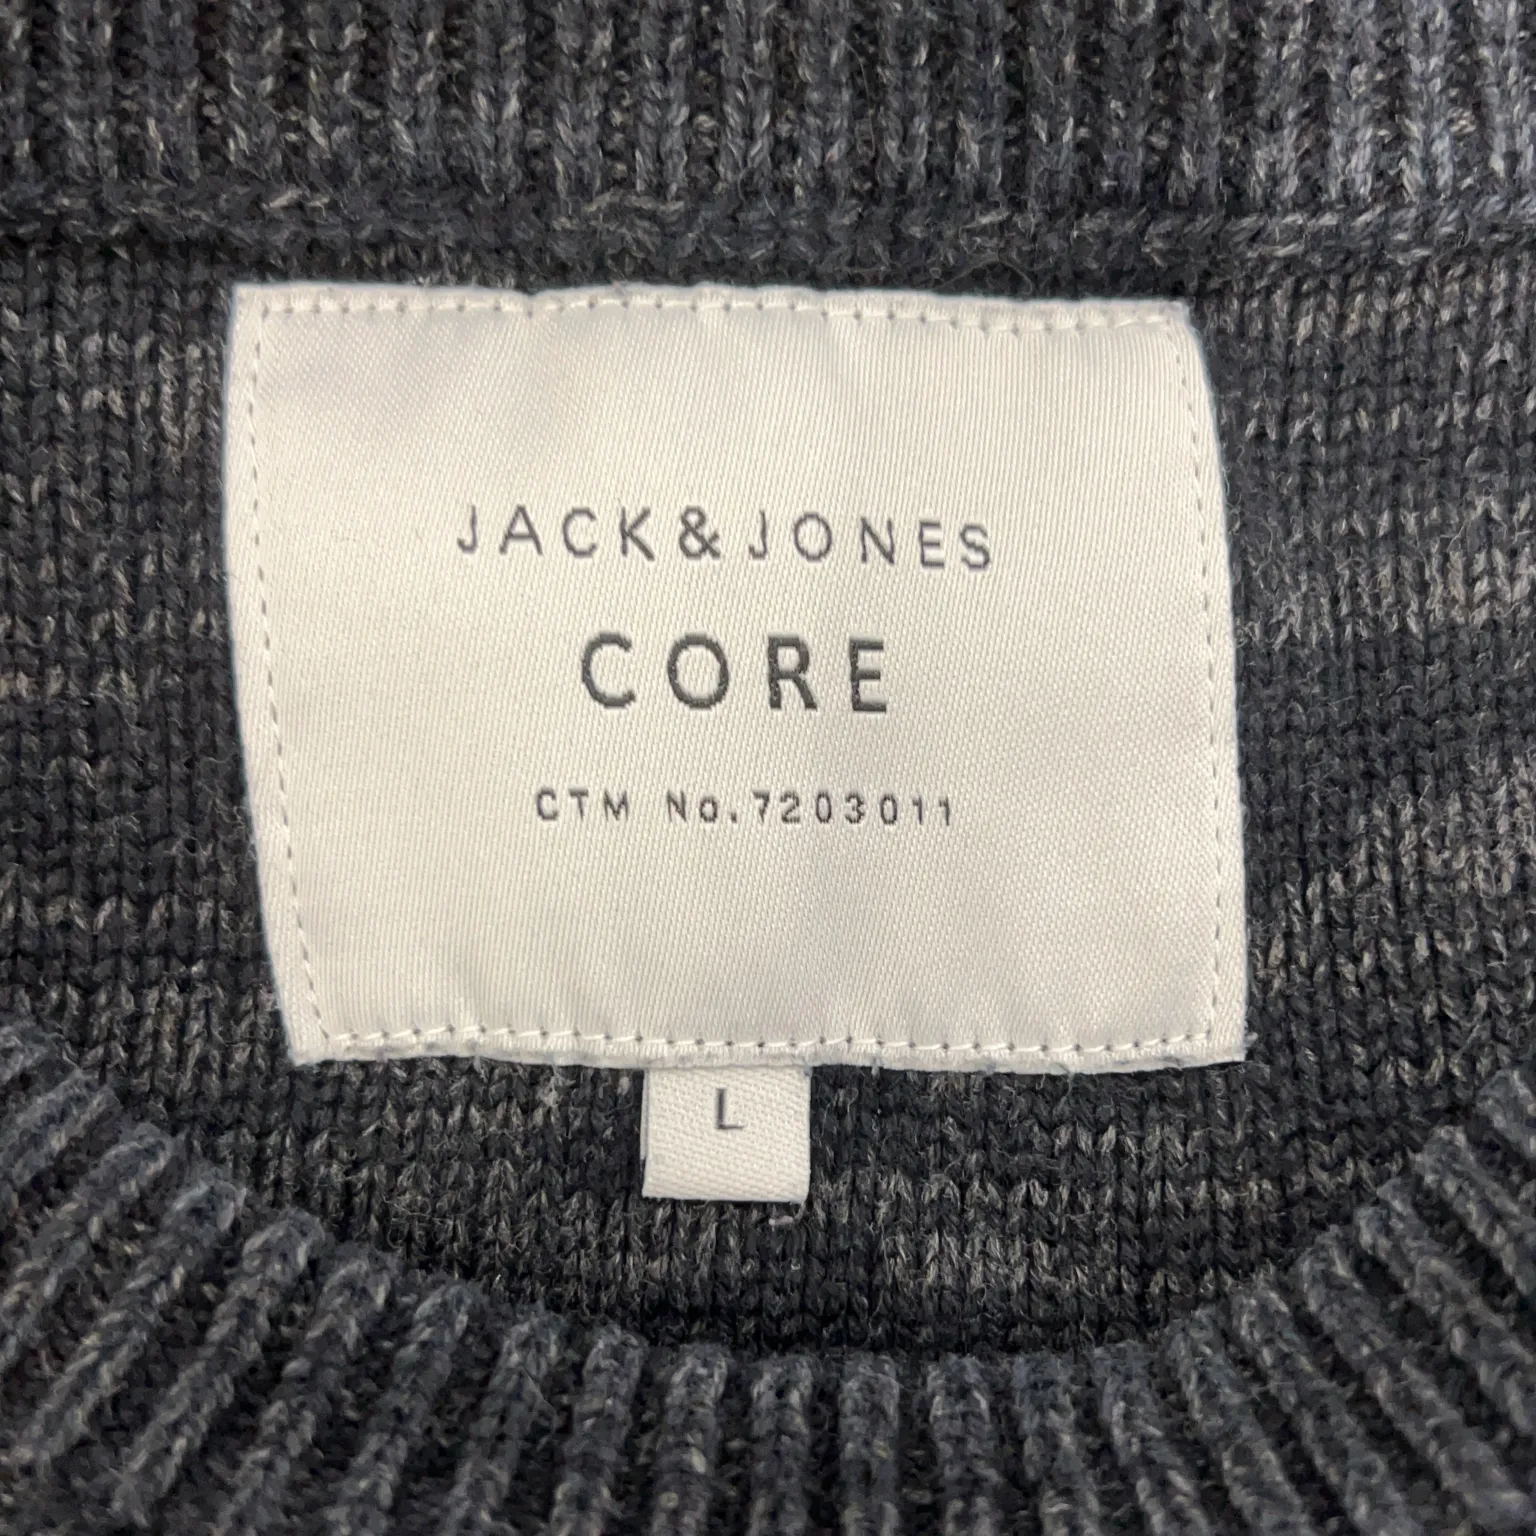 JACK&JONES
CORE
CTM No.7203011
L